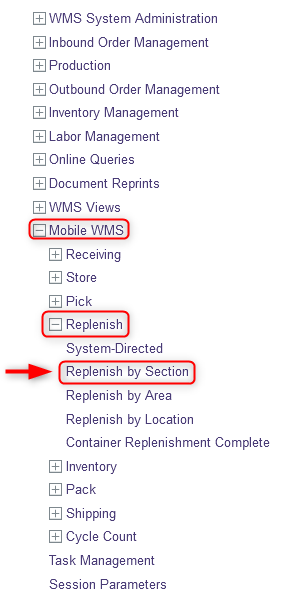 WMS System Administration
Inbound Order Management
Production
Outbound Order Management
Inventory Management
Labor Management
Online Queries
Document Reprints
WMS Views
Mobile WMS
Receiving
Store
Pick
Replenish
System-Directed
Replenish by Section
Replenish by Area
Replenish by Location
Container Replenishment Complete
Inventory
Pack
Shipping
Cycle Count
Task Management
Session Parameters